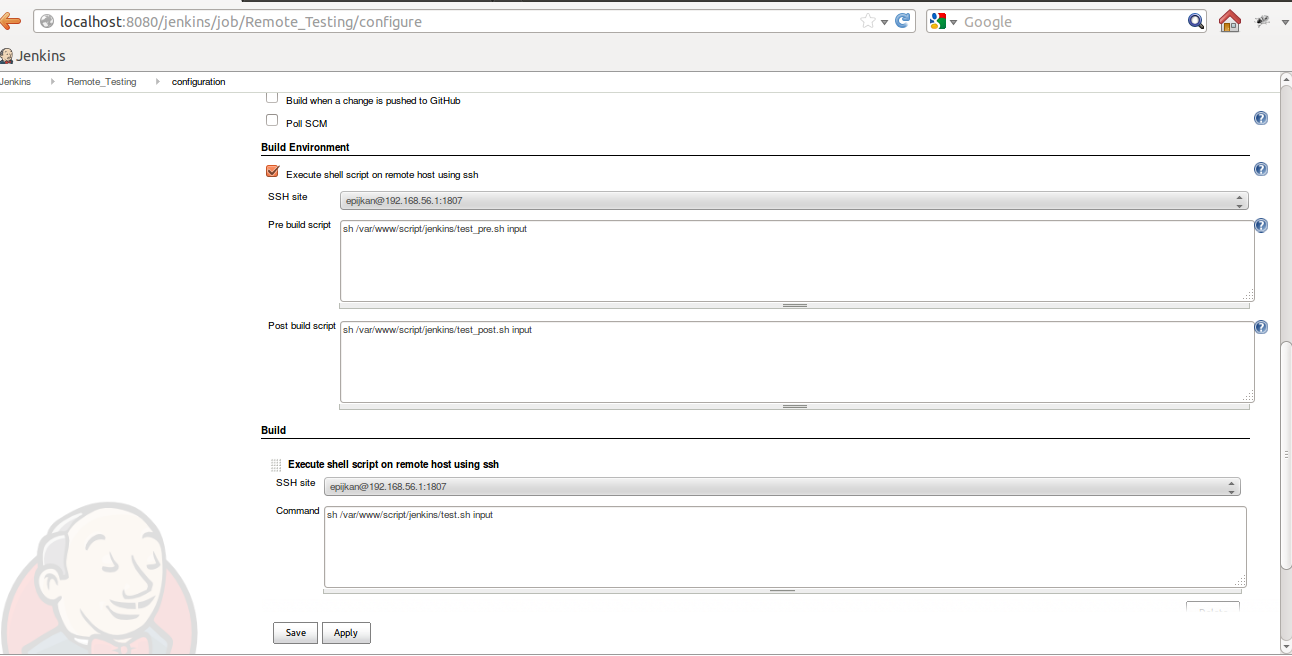 localhost:8080/jenkins/job/Remote_Testing/configure
Google
Jenkins
Jenkins Remote_Testing configuration
Build when a change is pushed to GitHub
Poll SCM
Build Environment
Execute shell script on remote host using ssh
SSH site epijkan@192.168.56.1:1807
Pre build script sh /var/www/script/jenkins/test_pre.sh input
Post build script sh /var/www/script/jenkins/test_post.sh input
Build
Execute shell script on remote host using ssh
SSH site epijkan@192.168.56.1:1807
Command sh /var/www/script/jenkins/test.sh input
Delete
Save Apply